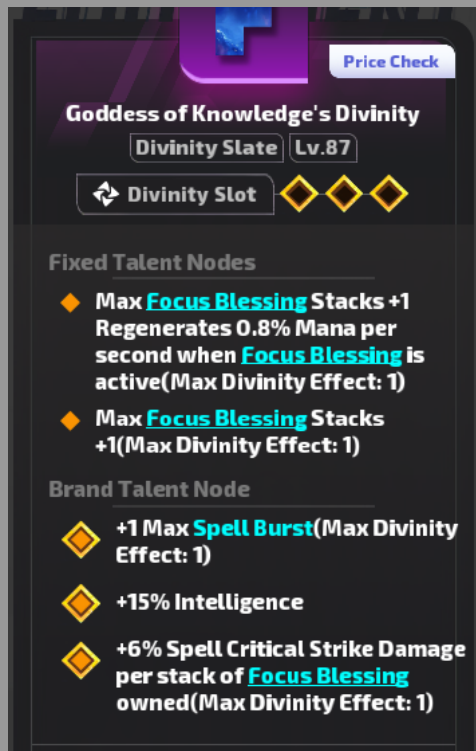 Price Check
Goddess of Knowledge's Divinity
Divinity Slate Lv.87
Divinity Slot
Fixed Talent Nodes
Max Focus Blessing Stacks +1
Regenerates 0.8% Mana per
second when Focus Blessing is
active(Max Divinity Effect: 1)
Max Focus Blessing Stacks
+1(Max Divinity Effect: 1)
Brand Talent Node
+1 Max Spell Burst(Max Divinity
Effect: 1)
+15% Intelligence
+6% Spell Critical Strike Damage
per stack of Focus Blessing
owned(Max Divinity Effect: 1)